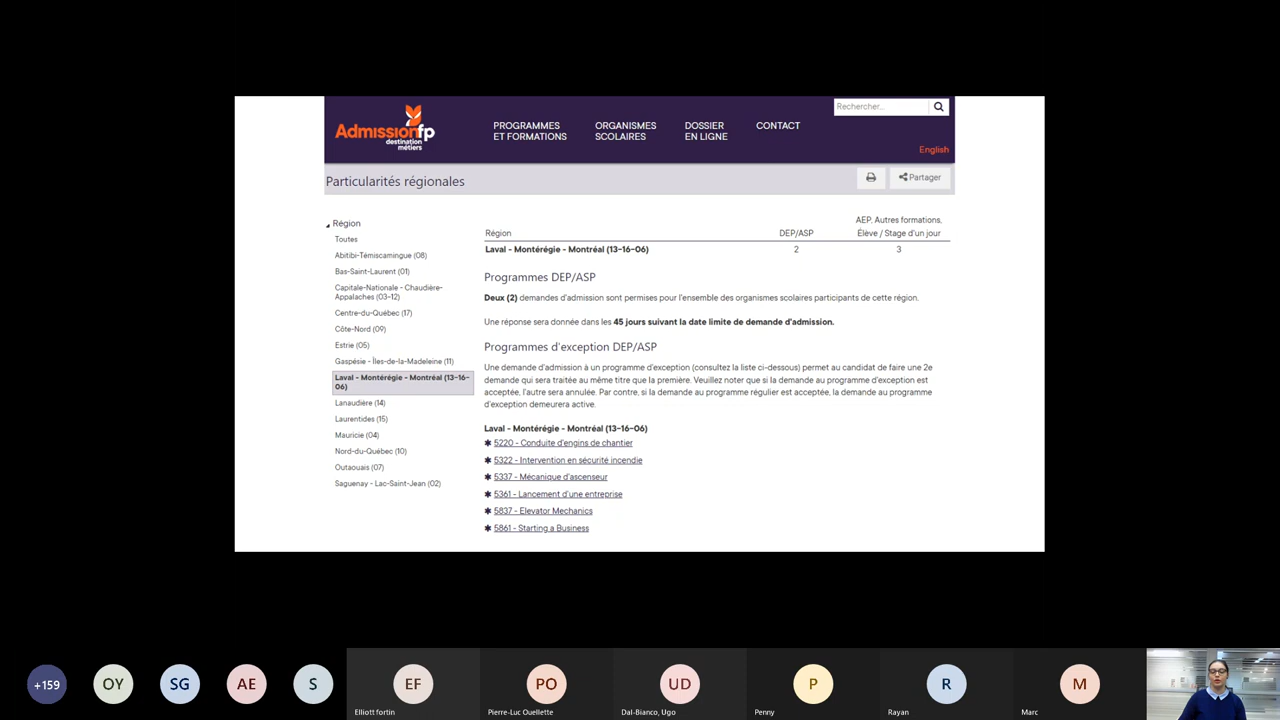 Rechercher...
Admissionfp
destination
métiers
PROGRAMMES
ET FORMATIONS
ORGANISMES
SCOLAIRES
DOSSIER
EN LIGNE
CONTACT
English
Particularités régionales
Partager
Région
Toutes
Abitibi-Témiscamingue (08)
Bas-Saint-Laurent (01)
Capitale-Nationale - Chaudière-
Appalaches (03-12)
Centre-du-Québec (17)
Côte-Nord (09)
Estrie (05)
Gaspésie - Îles-de-la-Madeleine (11)
Laval - Montérégie - Montréal (13-16-
06)
Lanaudière (14)
Laurentides (15)
Mauricie (04)
Nord-du-Québec (10)
Outaouais (07)
Saguenay - Lac-Saint-Jean (02)
AEP, Autres formations,
Région DEP/ASP Élève / Stage d'un jour
Laval - Montérégie - Montréal (13-16-06) 2 3
Programmes DEP/ASP
Deux (2) demandes d'admission sont permises pour l'ensemble des organismes scolaires participants de cette région.
Une réponse sera donnée dans les 45 jours suivant la date limite de demande d'admission.
Programmes d'exception DEP/ASP
Une demande d'admission à un programme d'exception (consultez la liste ci-dessous) permet au candidat de faire une 2e
demande qui sera traitée au même titre que la première. Veuillez noter que si la demande au programme d'exception est
acceptée, l'autre sera annulée. Par contre, si la demande au programme régulier est acceptée, la demande au programme
d'exception demeurera active.
Laval - Montérégie - Montréal (13-16-06)
✱ 5220 - Conduite d'engins de chantier
✱ 5322 - Intervention en sécurité incendie
✱ 5337 - Mécanique d'ascenseur
✱ 5361 - Lancement d'une entreprise
✱ 5837 - Elevator Mechanics
✱ 5861 - Starting a Business
+159
OY
SG
AE
S
EF
Elliott fortin
PO
Pierre-Luc Ouellette
UD
Dal-Bianco, Ugo
P
Penny
R
Rayan
M
Marc